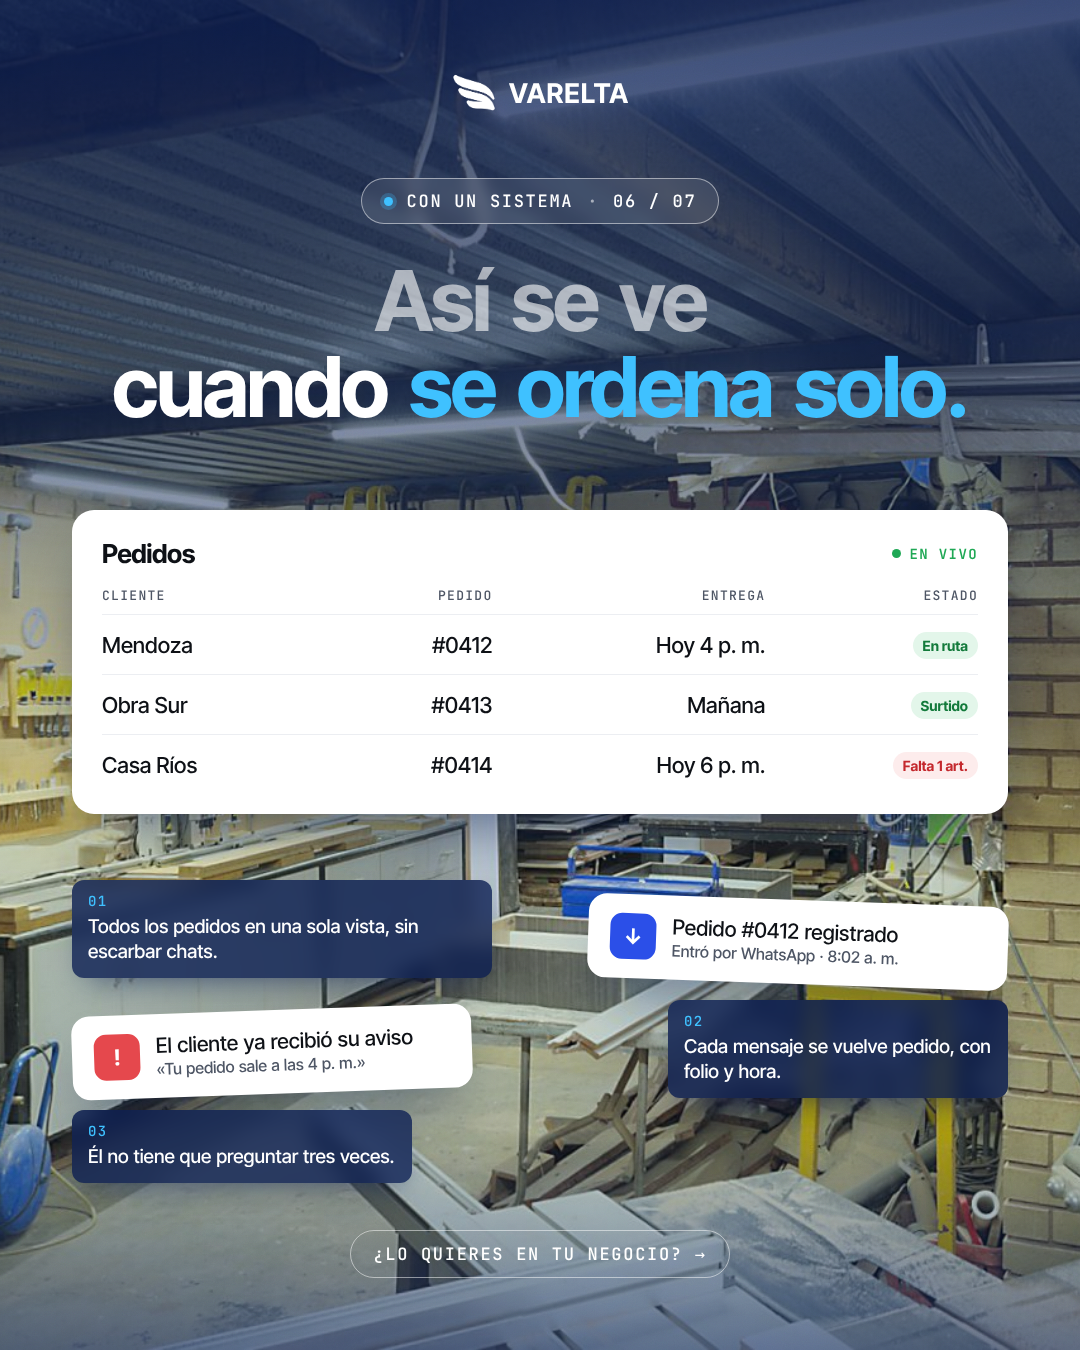 VARELTA
CON UN SISTEMA · 06 / 07
Así se ve
cuando se ordena solo.
Pedidos
EN VIVO
CLIENTE PEDIDO ENTREGA ESTADO
Mendoza #0412 Hoy 4 p. m. En ruta
Obra Sur #0413 Mañana Surtido
Casa Ríos #0414 Hoy 6 p. m. Falta 1 art.
01
Todos los pedidos en una sola vista, sin
escarbar chats.
Pedido #0412 registrado
Entró por WhatsApp · 8:02 a. m.
02
Cada mensaje se vuelve pedido, con
folio y hora.
!
El cliente ya recibió su aviso
«Tu pedido sale a las 4 p. m.»
03
Él no tiene que preguntar tres veces.
¿LO QUIERES EN TU NEGOCIO? →